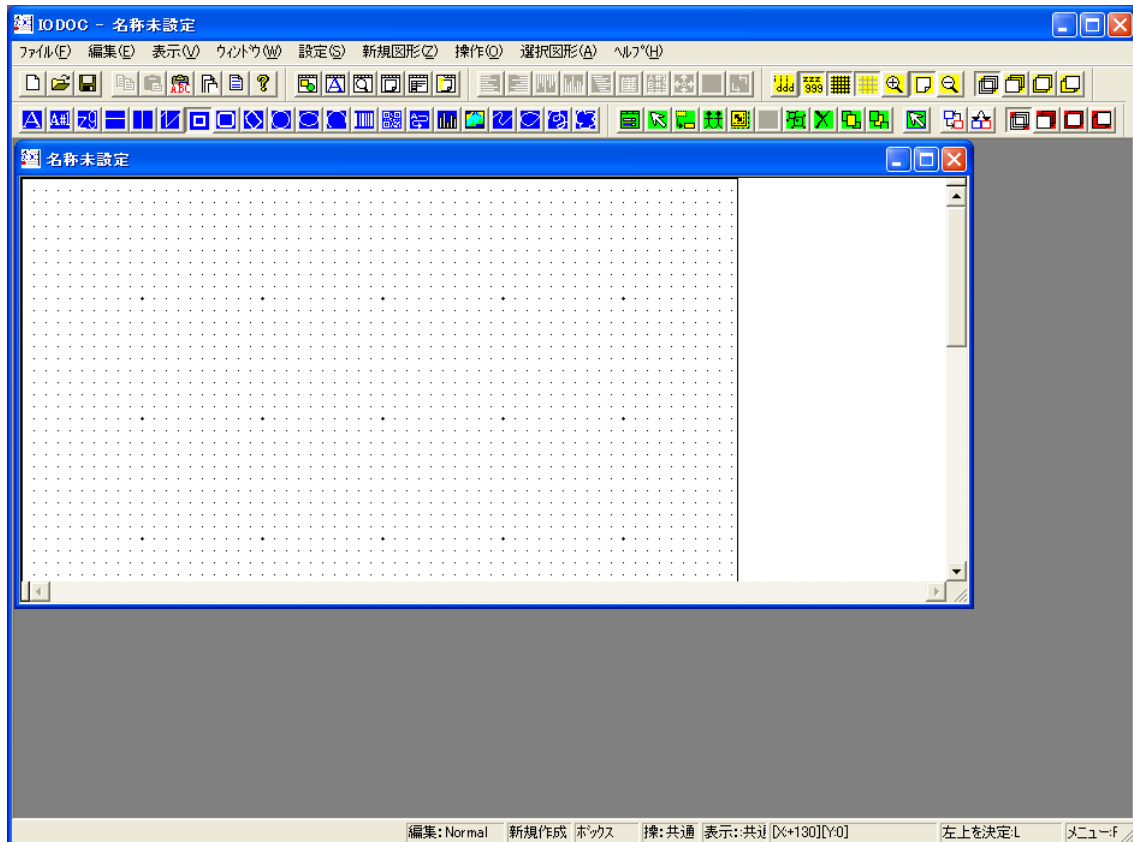 IODOC - 名称未設定
ファイル(F) 編集(E) 表示(V) ウィンドウ(W) 設定(S) 新規図形(Z) 操作(O) 選択図形(A) ヘルプ(H)
名称未設定
編集: Normal 新規作成 ボックス 操:共通 表示::共通 [X:+130][Y:0] 左上を決定:L メニュー:F